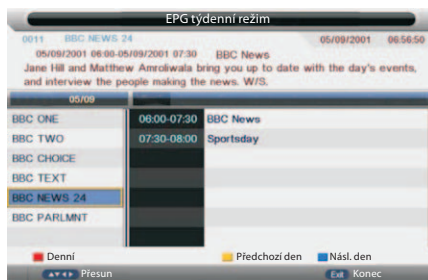 EPG týdenní režim
0011 BBC NEWS 24 05/09/2001 06:56:50
05/09/2001 06:00-05/09/2001 07:30 BBC News
Jane Hill and Matthew Amroliwala bring you up to date with the day's events,
and interview the people making the news. W/S.
05/09
BBC ONE 06:00-07:30 BBC News
BBC TWO 07:30-08:00 Sportsday
BBC CHOICE
BBC TEXT
BBC NEWS 24
BBC PARLMNT
Denní Předchozí den Násl. den
Přesun Exit Konec